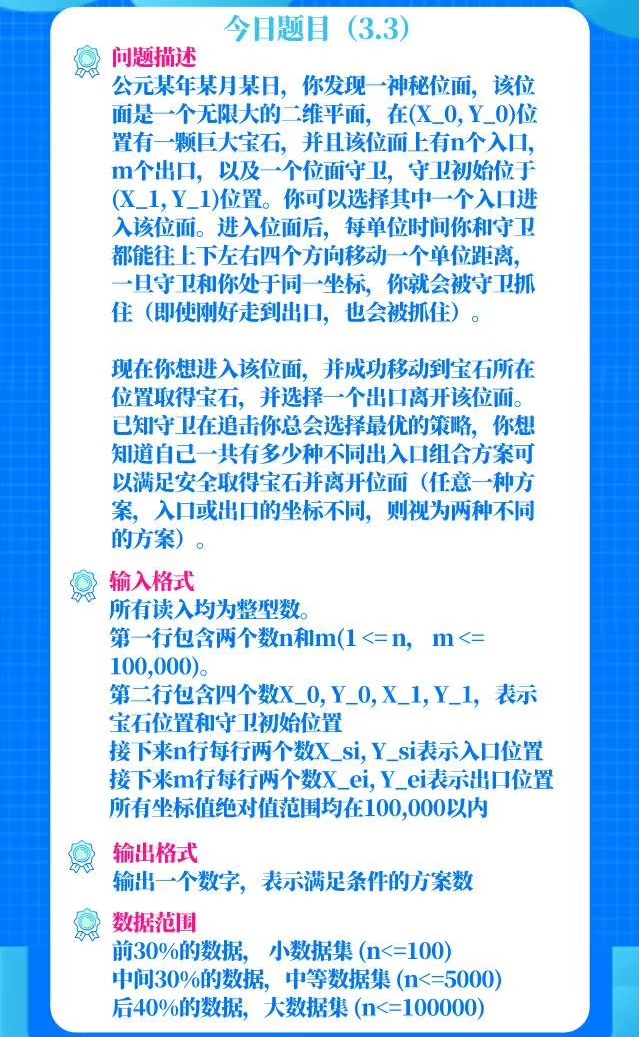 今日题目（3.3）
问题描述
公元某年某月某日，你发现一神秘位面，该位
面是一个无限大的二维平面，在(X_0, Y_0)位
置有一颗巨大宝石，并且该位面上有n个入口,
m个出口，以及一个位面守卫，守卫初始位于
(X_1, Y_1)位置。你可以选择其中一个入口进
入该位面。进入位面后，每单位时间你和守卫
都能往上下左右四个方向移动一个单位距离，
一旦守卫和你处于同一坐标，你就会被守卫抓
住（即使刚好走到出口，也会被抓住）。
现在你想进入该位面，并成功移动到宝石所在
位置取得宝石，并选择一个出口离开该位面。
已知守卫在追击你总会选择最优的策略，你想
知道自己一共有多少种不同出入口组合方案可
以满足安全取得宝石并离开位面（任意一种方
案，入口或出口的坐标不同，则视为两种不同
的方案）。
输入格式
所有读入均为整型数。
第一行包含两个数n和m(1 <= n, m <=
100,000)。
第二行包含四个数X_0, Y_0, X_1, Y_1，表示
宝石位置和守卫初始位置
接下来n行每行两个数X_si, Y_si表示入口位置
接下来m行每行两个数X_ei, Y_ei表示出口位置
所有坐标值绝对值范围均在100,000以内
输出格式
输出一个数字，表示满足条件的方案数
数据范围
前30%的数据， 小数据集 (n<=100)
中间30%的数据，中等数据集 (n<=5000)
后40%的数据，大数据集 (n<=100000)